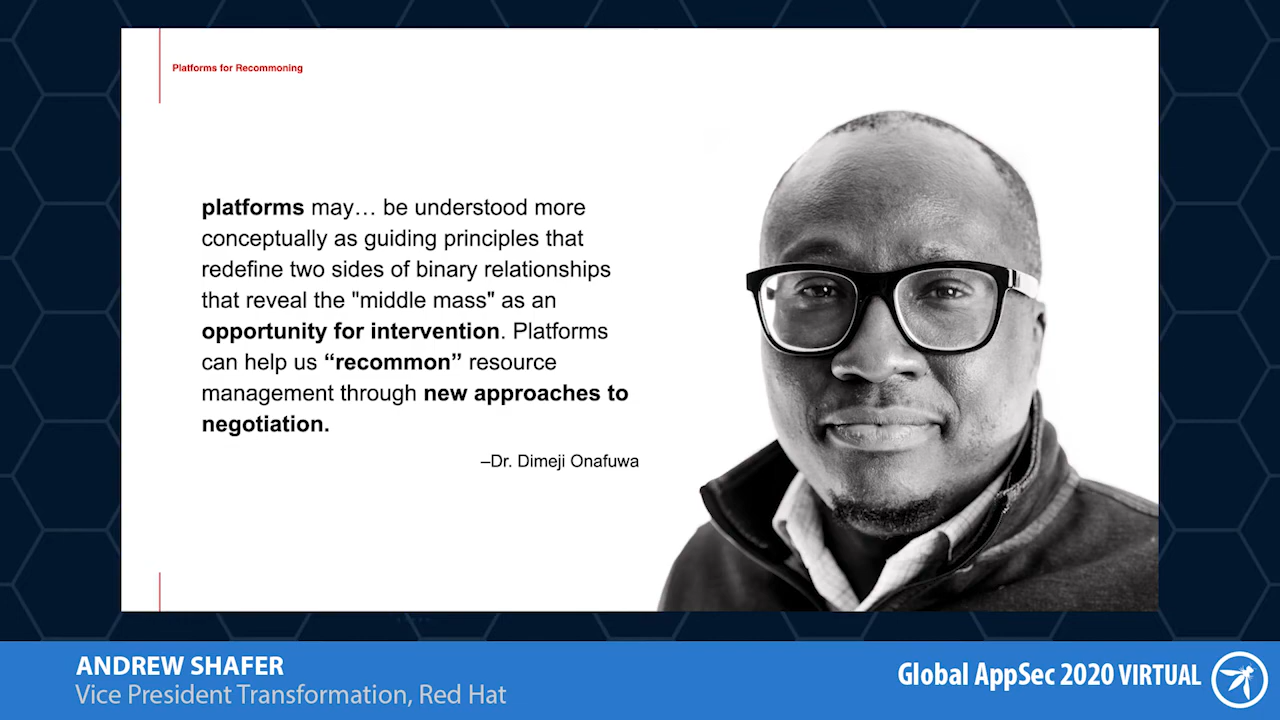 Platforms for Recommoning
platforms may… be understood more
conceptually as guiding principles that
redefine two sides of binary relationships
that reveal the "middle mass" as an
opportunity for intervention. Platforms
can help us “recommon” resource
management through new approaches to
negotiation.
–Dr. Dimeji Onafuwa
ANDREW SHAFER
Vice President Transformation, Red Hat
Global AppSec 2020 VIRTUAL